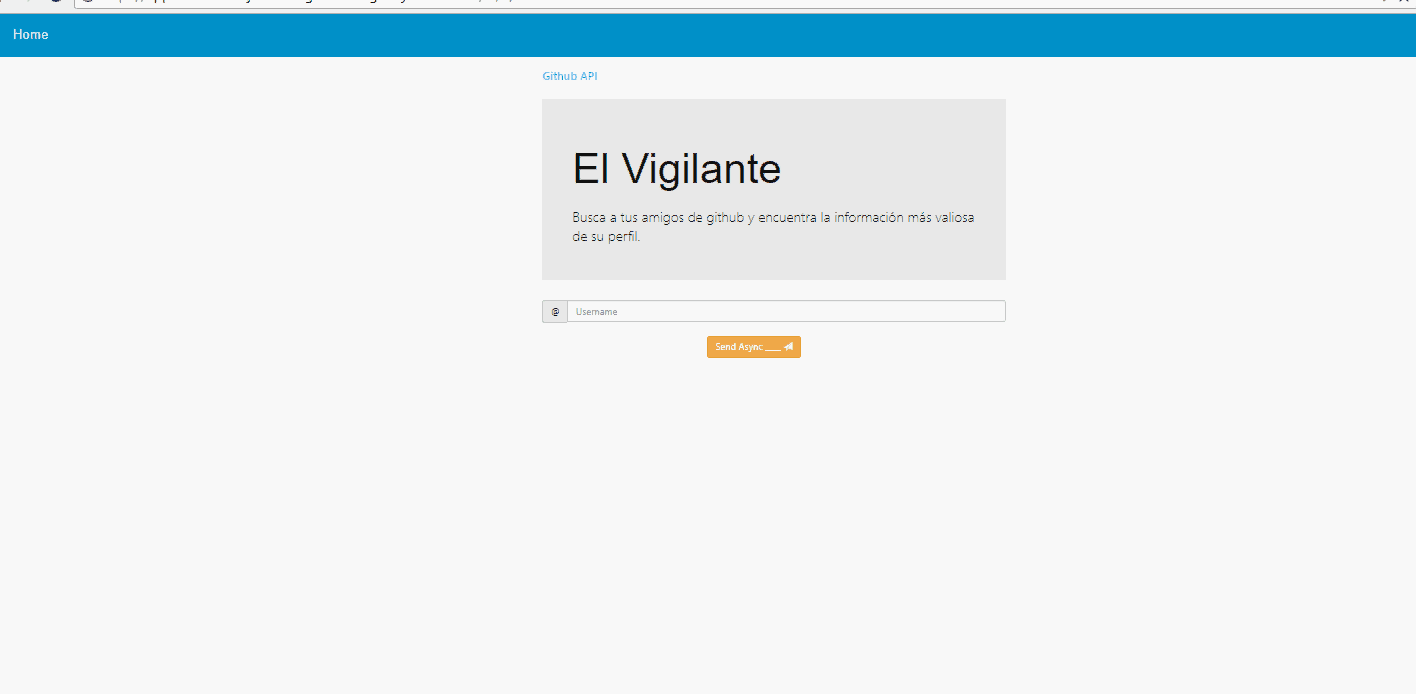 Home
Github API
El Vigilante
Busca a tus amigos de github y encuentra la información más valiosa
de su perfil.
@ Username
Send Async ____